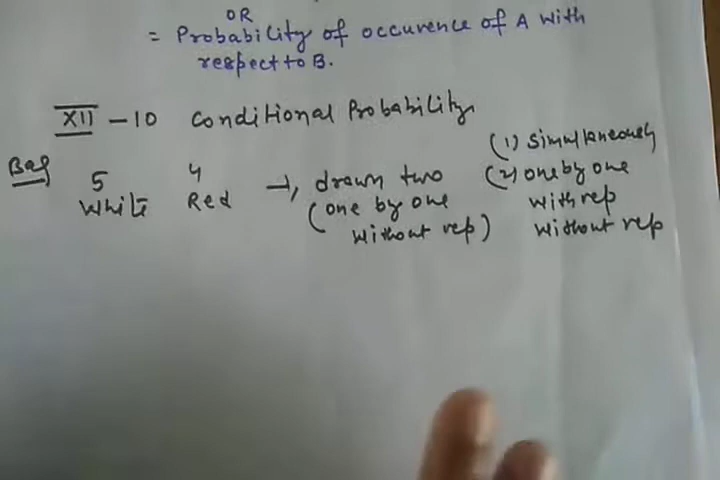 OR
= Probability of occurence of A with
respect to B.
XII - 10 Conditional Probability
Bag 5 White 4 Red →, drawn two
(one by one
without rep)
(1) Simultaneously
(2) one by one
with rep
without rep